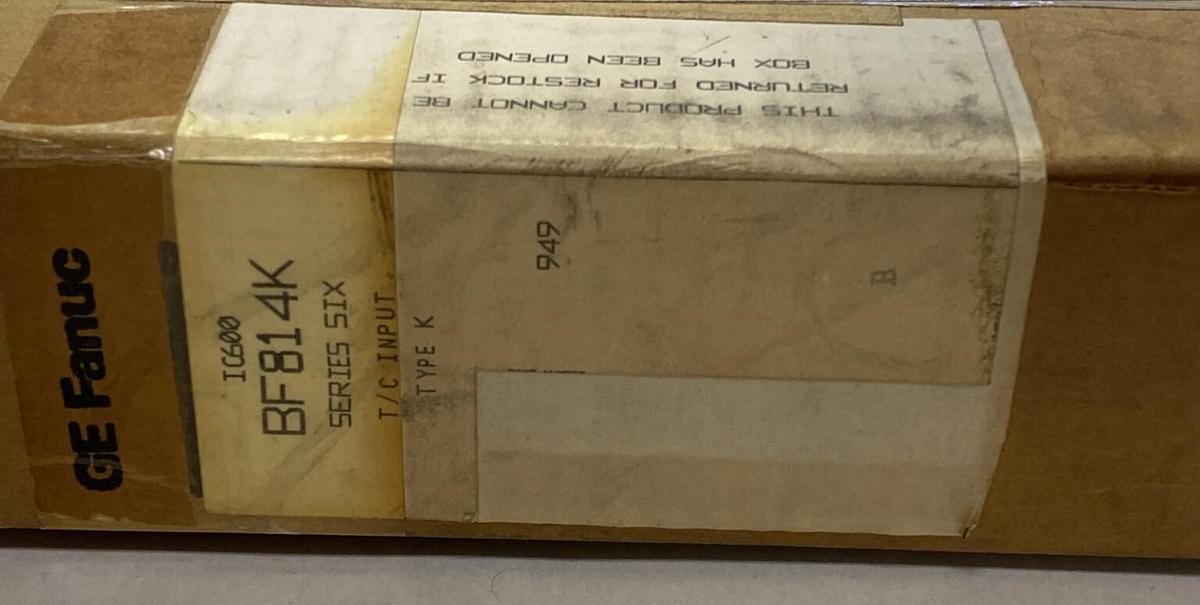 THIS PRODUCT CANNOT BE
RETURNED FOR RESTOCK IF
BOX HAS BEEN OPENED
GE Fanuc
IC600
BF814K
SERIES SIX
T/C INPUT
TYPE K
949
B